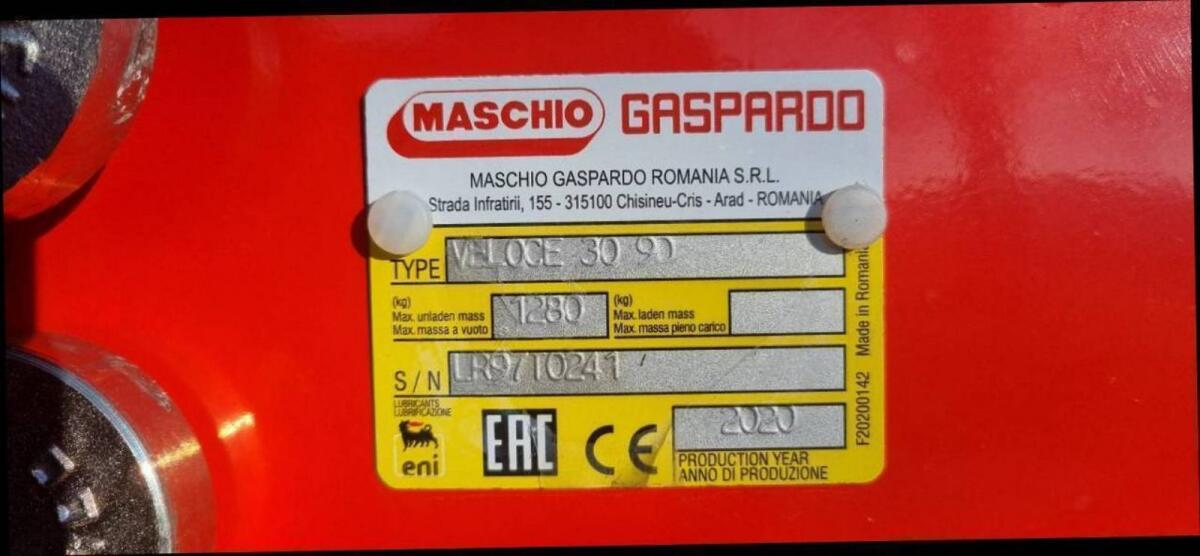 MASCHIO GASPARDO
MASCHIO GASPARDO ROMANIA S.R.L.
Strada Infratirii, 155 - 315100 Chisineu-Cris - Arad - ROMANIA
TYPE VELOCE 30 90
(kg)
Max. unladen mass
Max. massa a vuoto
1280
(kg)
Max. laden mass
Max. massa pieno carico
S/N LR97T0241
LUBRICANTS
LUBRIFICAZIONE
eni
EAC
CE
2020
PRODUCTION YEAR
ANNO DI PRODUZIONE
F20200142 Made in Romania